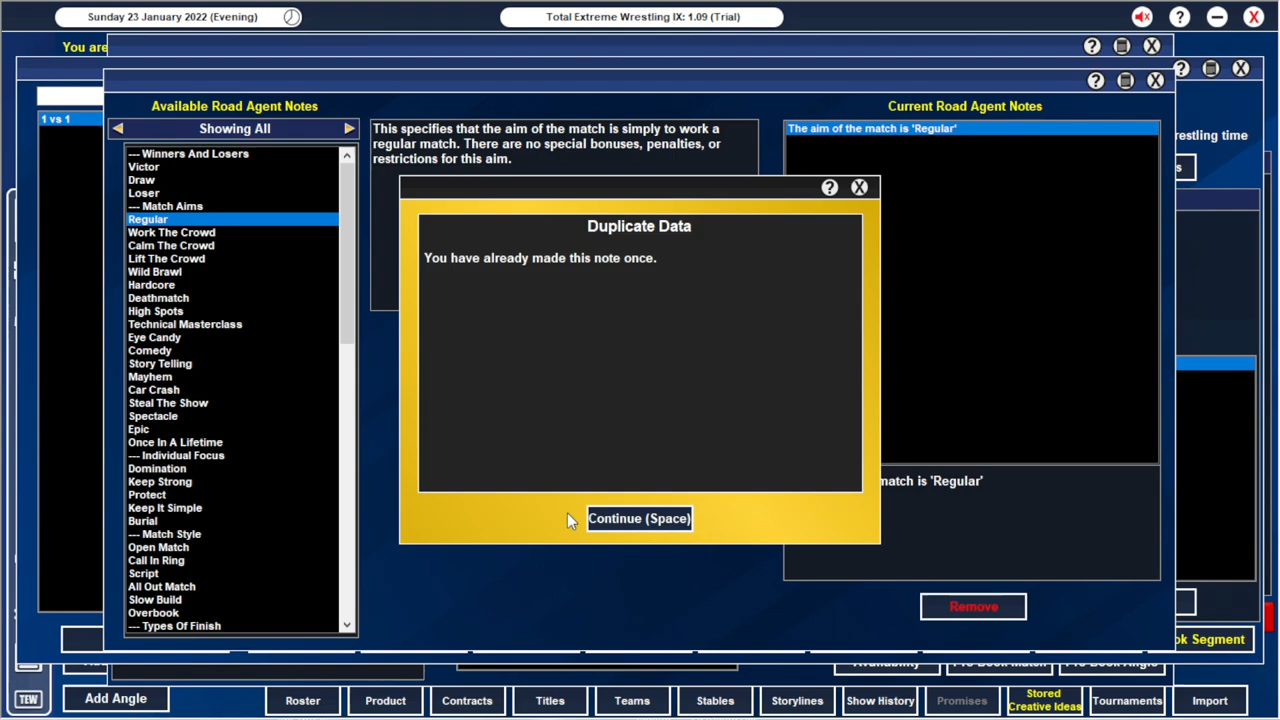 Sunday 23 January 2022 (Evening)
Total Extreme Wrestling IX: 1.09 (Trial)
You are
Available Road Agent Notes
Current Road Agent Notes
Showing All
1 vs 1
This specifies that the aim of the match is simply to work a
regular match. There are no special bonuses, penalties, or
restrictions for this aim.
The aim of the match is 'Regular'
restling time
s
--- Winners And Losers
Victor
Draw
Loser
--- Match Aims
Regular
Work The Crowd
Calm The Crowd
Lift The Crowd
Wild Brawl
Hardcore
Deathmatch
High Spots
Technical Masterclass
Eye Candy
Comedy
Story Telling
Mayhem
Car Crash
Steal The Show
Spectacle
Epic
Once In A Lifetime
--- Individual Focus
Domination
Keep Strong
Protect
Keep It Simple
Burial
--- Match Style
Open Match
Call In Ring
Script
All Out Match
Slow Build
Overbook
--- Types Of Finish
Duplicate Data
You have already made this note once.
Continue (Space)
match is 'Regular'
Remove
ok Segment
TEW
Add Angle
Roster
Product
Contracts
Titles
Teams
Stables
Storylines
Show History
Promises
Stored
Creative Ideas
Tournaments
Import